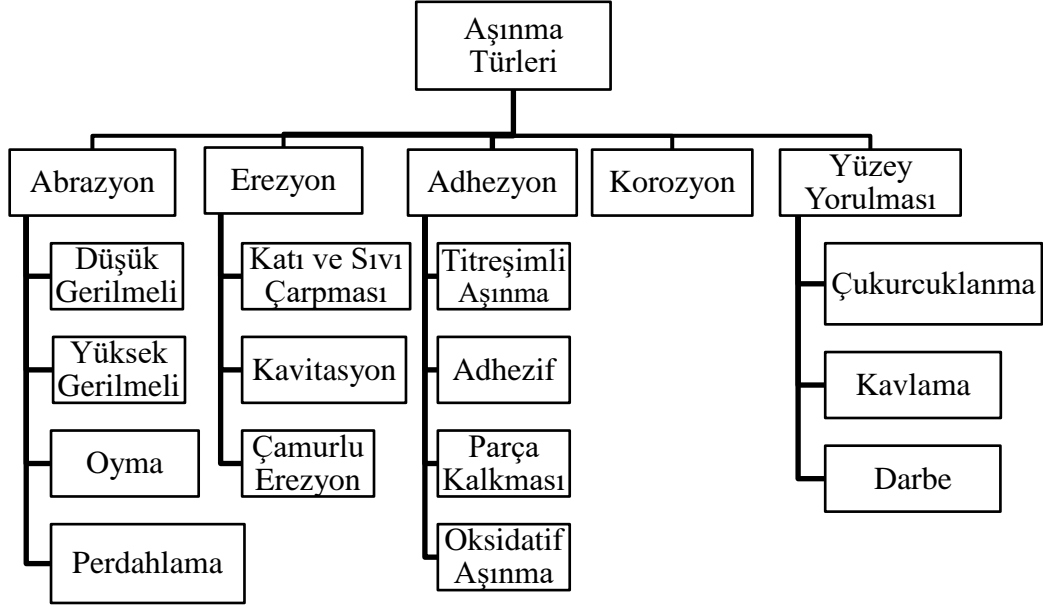 Aşınma
Türleri
Abrazyon
Erezyon
Adhezyon
Korozyon
Yüzey
Yorulması
Düşük
Gerilmeli
Yüksek
Gerilmeli
Oyma
Perdahlama
Katı ve Sıvı
Çarpması
Kavitasyon
Çamurlu
Erezyon
Titreşimli
Aşınma
Adhezif
Parça
Kalkması
Oksidatif
Aşınma
Çukurcuklanma
Kavlama
Darbe